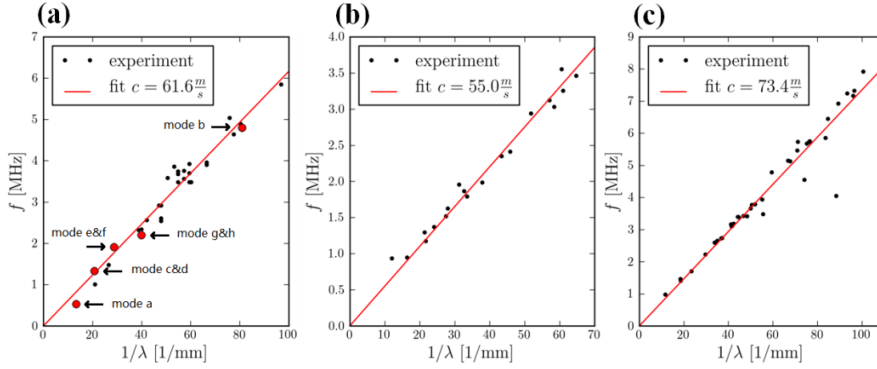 (a)
7
6
5
4
3
2
1
0
f [MHz]
experiment
fit c = 61.6 m/s
mode b
mode e&f
mode g&h
mode c&d
mode a
0 20 40 60 80 100
1/λ [1/mm]
(b)
4.0
3.5
3.0
2.5
2.0
1.5
1.0
0.5
0.0
f [MHz]
experiment
fit c = 55.0 m/s
0 10 20 30 40 50 60 70
1/λ [1/mm]
(c)
9
8
7
6
5
4
3
2
1
0
f [MHz]
experiment
fit c = 73.4 m/s
0 20 40 60 80 100
1/λ [1/mm]